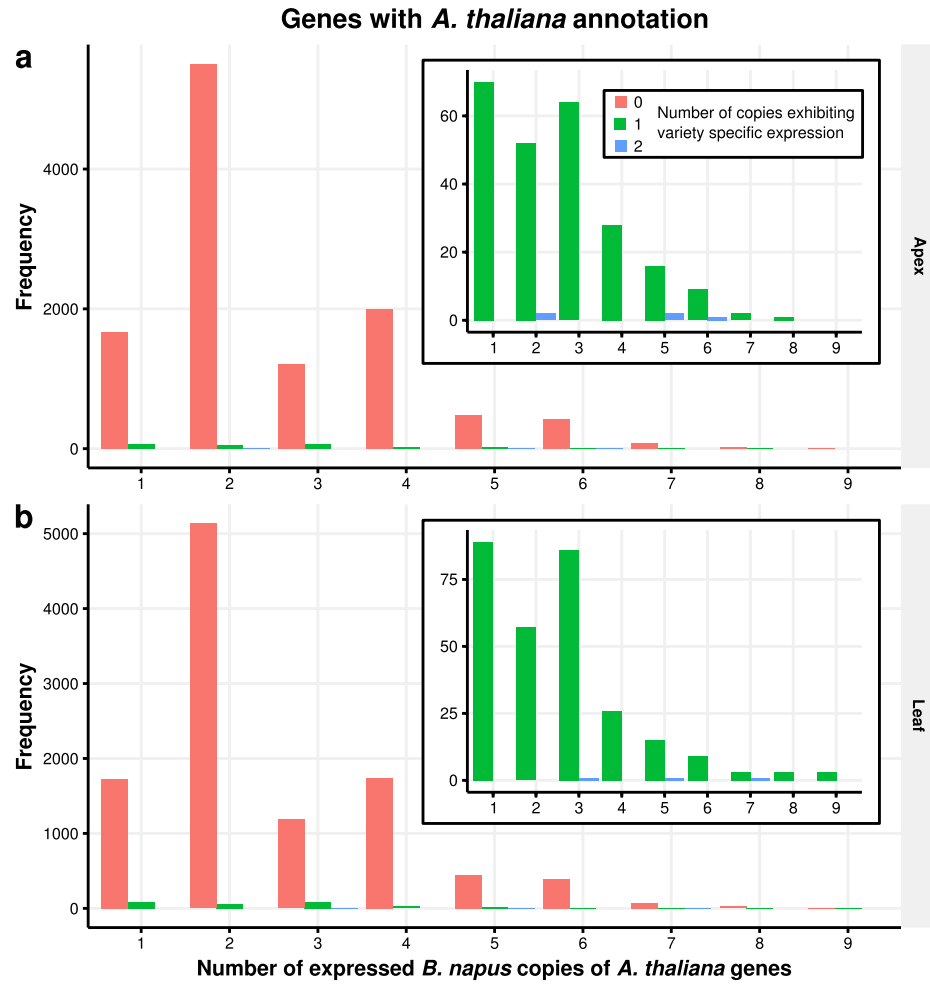 Genes with A. thaliana annotation
a
Frequency
4000
2000
0
1 2 3 4 5 6 7 8 9
60
40
20
0
1 2 3 4 5 6 7 8 9
0
1
2
Number of copies exhibiting
variety specific expression
Apex
b
Frequency
5000
4000
3000
2000
1000
0
1 2 3 4 5 6 7 8 9
75
50
25
0
1 2 3 4 5 6 7 8 9
Leaf
Number of expressed B. napus copies of A. thaliana genes